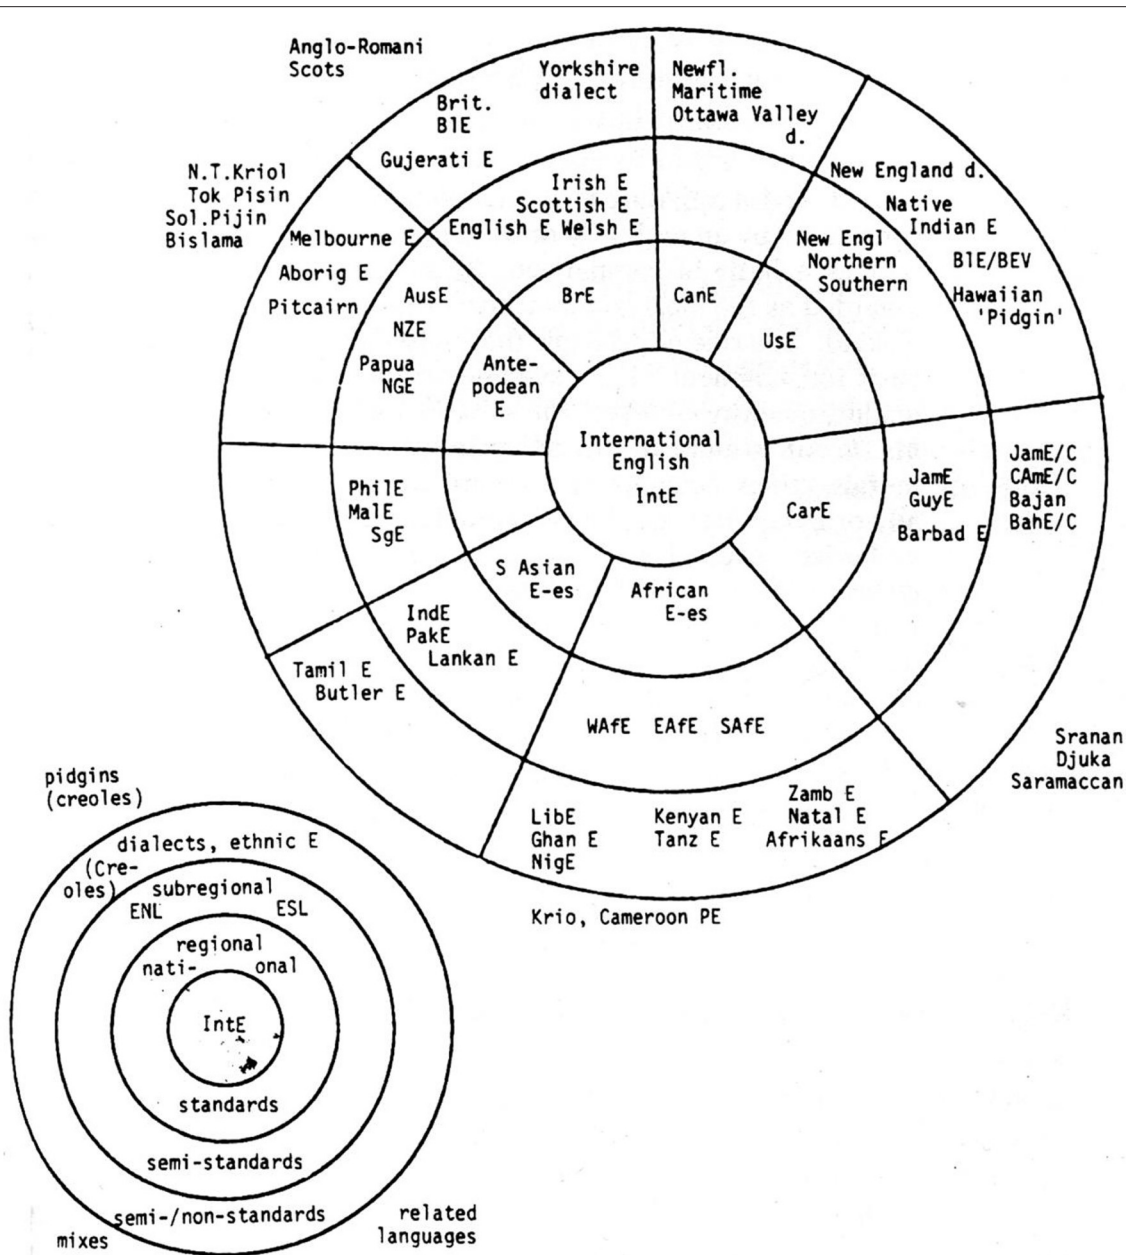 Anglo-Romani
Scots
Yorkshire
dialect
Brit.
BlE
Gujerati E
Newfl.
Maritime
Ottawa Valley
d.
New England d.
Native
Indian E
BlE/BEV
Hawaiian
'Pidgin'
N.T.Kriol
Tok Pisin
Sol.Pijin
Bislama
Melbourne E
Aborig E
Pitcairn
Irish E
Scottish E
English E Welsh E
New Engl
Northern
Southern
AusE
NZE
Papua
NGE
BrE
CanE
UsE
Ante-
podean
E
International
English
IntE
CarE
JamE
GuyE
Barbad E
JamE/C
CAmE/C
Bajan
BahE/C
PhilE
MalE
SgE
S Asian
E-es
African
E-es
IndE
PakE
Lankan E
Tamil E
Butler E
WAfE EAfE SAfE
Sranan
Djuka
Saramaccan
LibE
Ghan E
NigE
Kenyan E
Tanz E
Zamb E
Natal E
Afrikaans E
Krio, Cameroon PE
pidgins
(creoles)
dialects, ethnic E
(Cre-
oles)
subregional
ENL ESL
regional
nati- onal
IntE
standards
semi-standards
semi-/non-standards
mixes
related
languages